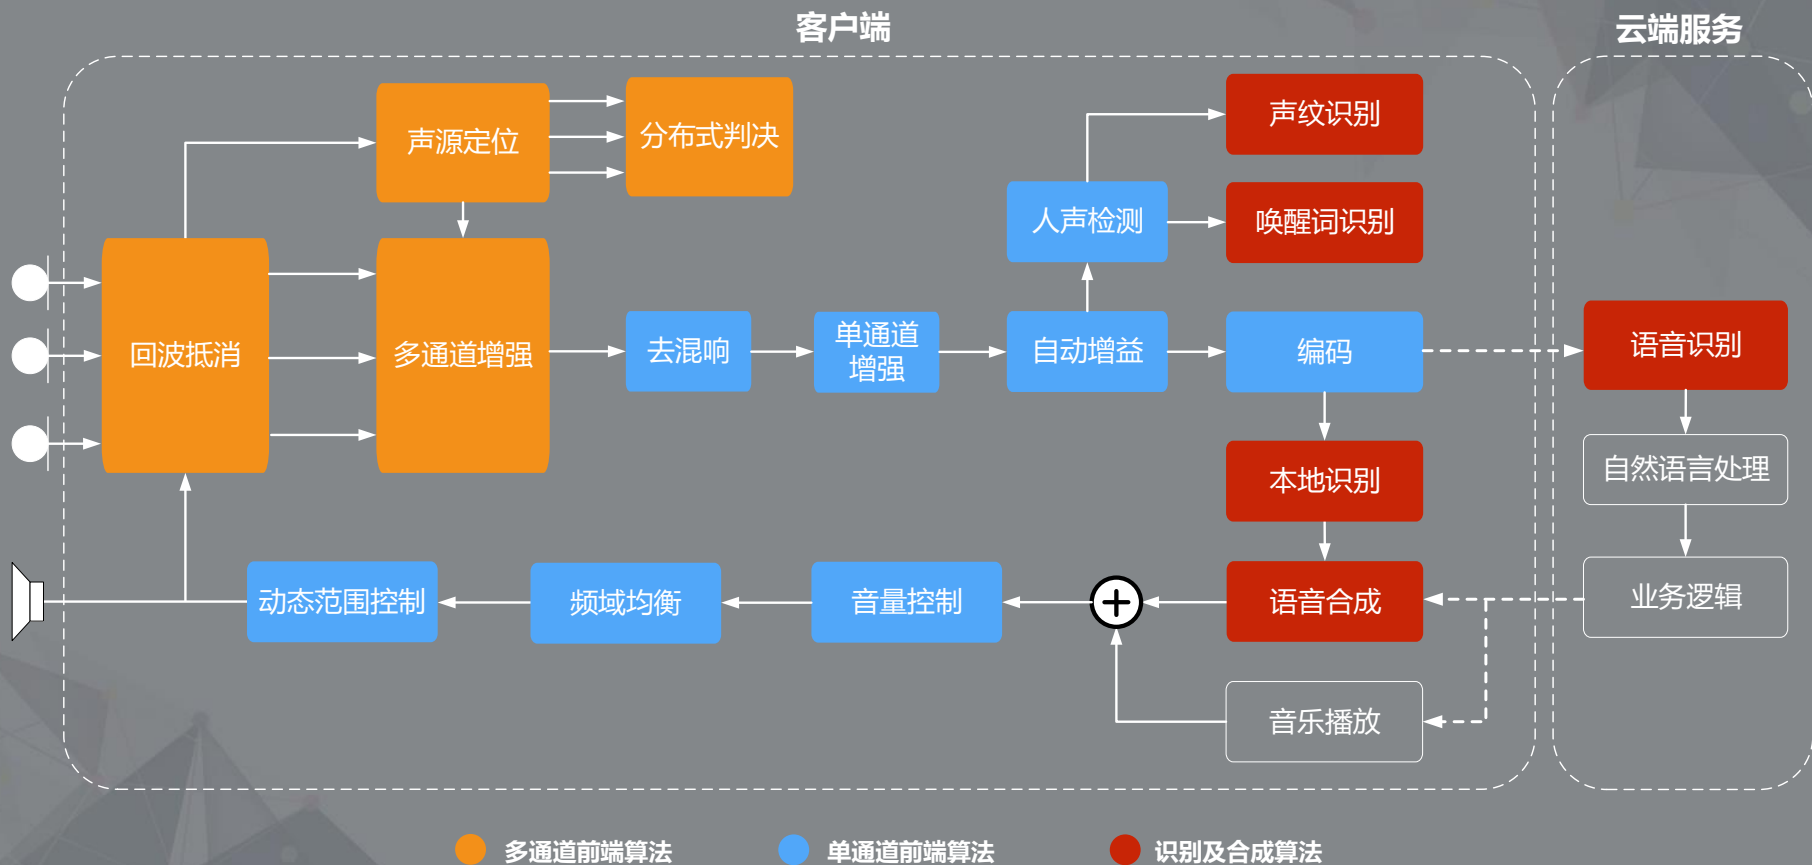 客户端
云端服务
声源定位
分布式判决
声纹识别
人声检测
唤醒词识别
回波抵消
多通道增强
去混响
单通道
增强
自动增益
编码
语音识别
本地识别
自然语言处理
动态范围控制
频域均衡
音量控制
语音合成
业务逻辑
音乐播放
多通道前端算法
单通道前端算法
识别及合成算法